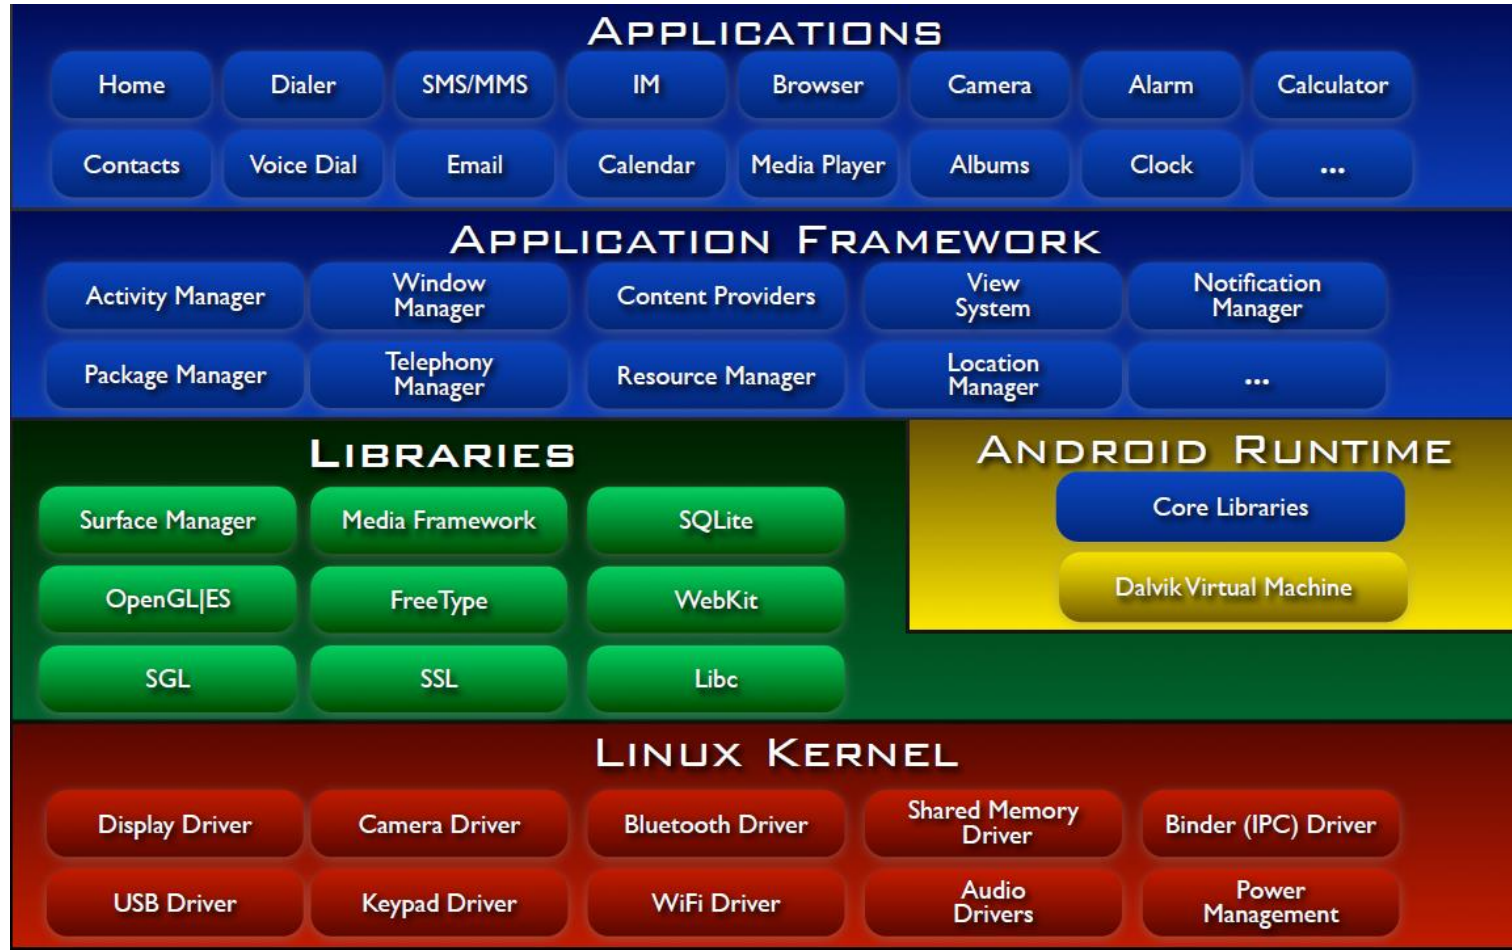 APPLICATIONS
Home Dialer SMS/MMS IM Browser Camera Alarm Calculator
Contacts Voice Dial Email Calendar Media Player Albums Clock ...
APPLICATION FRAMEWORK
Activity Manager Window Manager Content Providers View System Notification Manager
Package Manager Telephony Manager Resource Manager Location Manager ...
LIBRARIES
Surface Manager Media Framework SQLite
OpenGL|ES FreeType WebKit
SGL SSL Libc
ANDROID RUNTIME
Core Libraries
Dalvik Virtual Machine
LINUX KERNEL
Display Driver Camera Driver Bluetooth Driver Shared Memory Driver Binder (IPC) Driver
USB Driver Keypad Driver WiFi Driver Audio Drivers Power Management